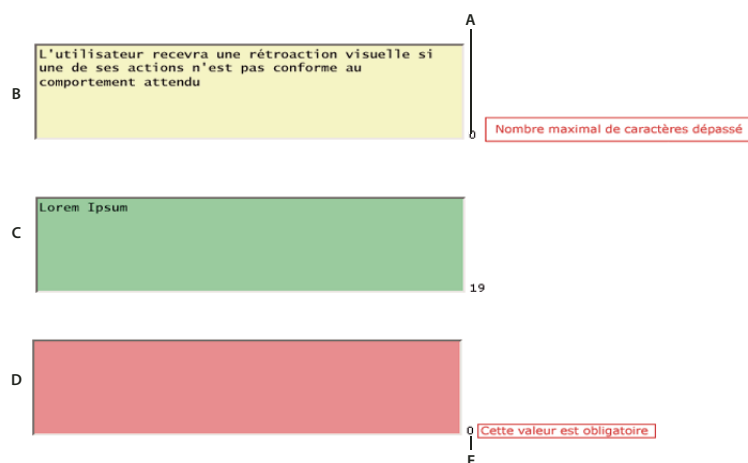 A
L'utilisateur recevra une rétroaction visuelle si
une de ses actions n'est pas conforme au
comportement attendu
B
0
Nombre maximal de caractères dépassé
Lorem Ipsum
C
19
D
0
Cette valeur est obligatoire
E